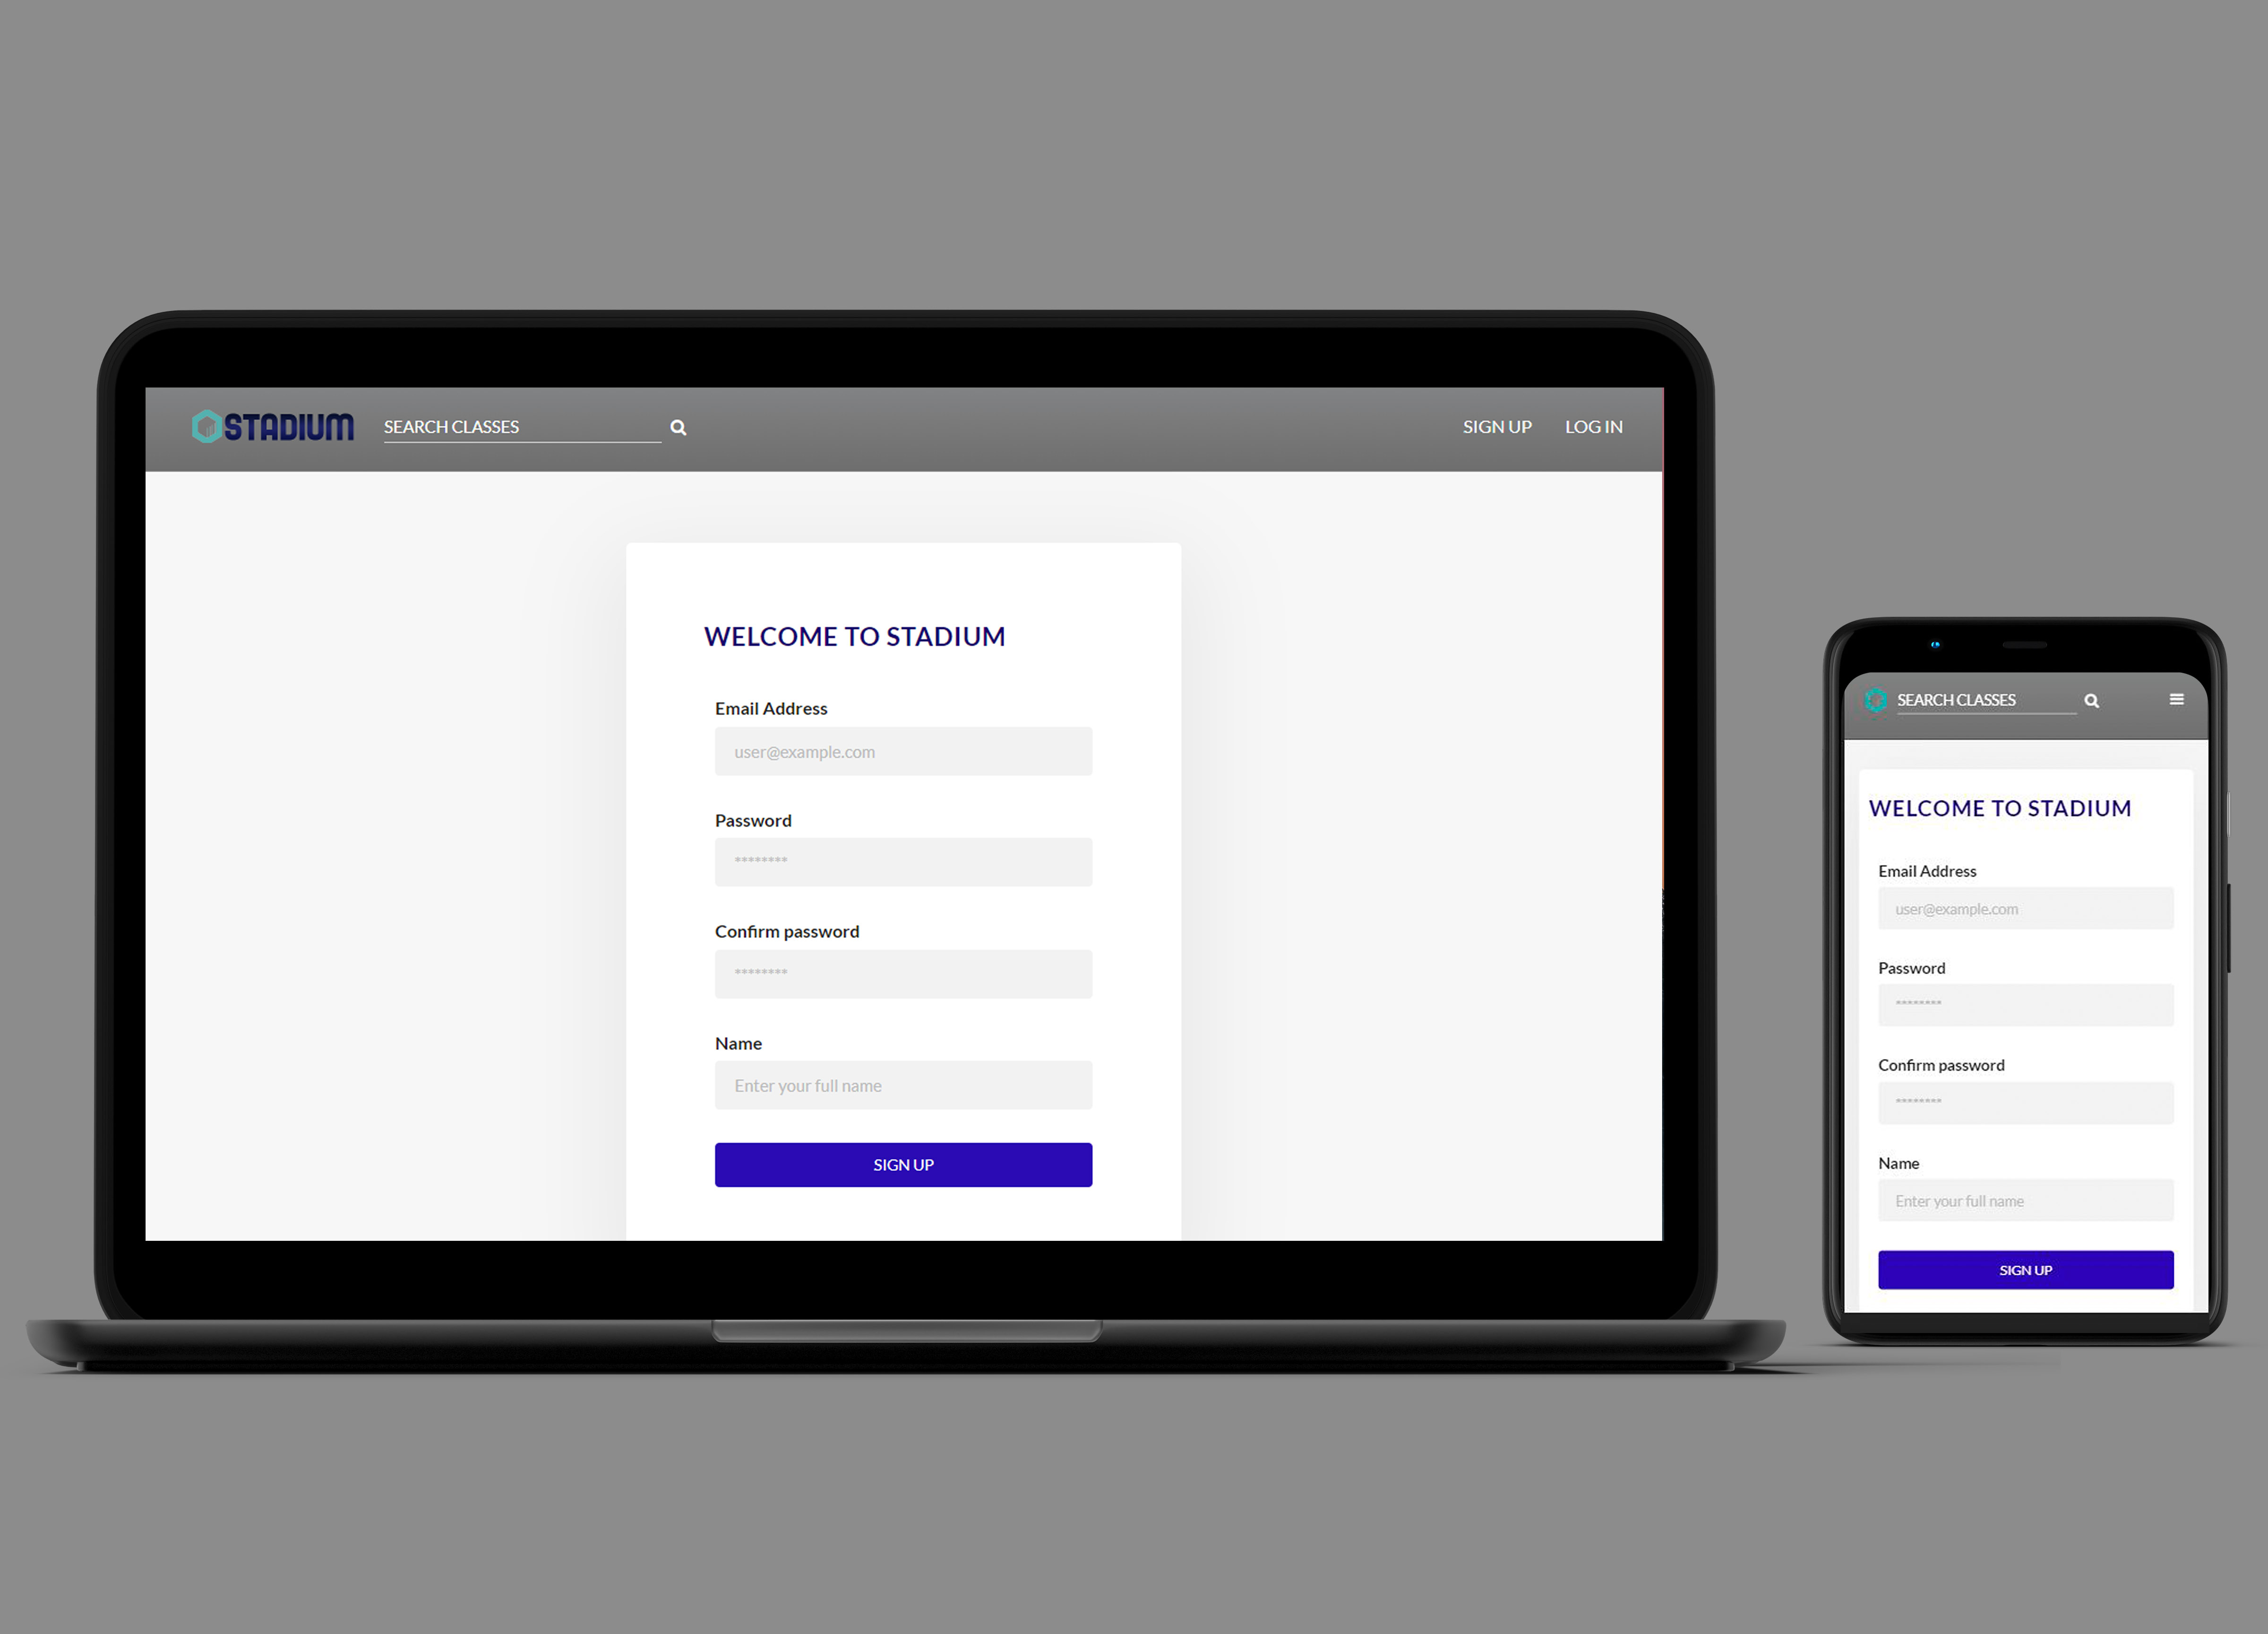 STADIUM
SEARCH CLASSES
SIGN UP
LOG IN
WELCOME TO STADIUM
Email Address
user@example.com
Password
********
Confirm password
********
Name
Enter your full name
SIGN UP
SEARCH CLASSES
WELCOME TO STADIUM
Email Address
user@example.com
Password
********
Confirm password
********
Name
Enter your full name
SIGN UP